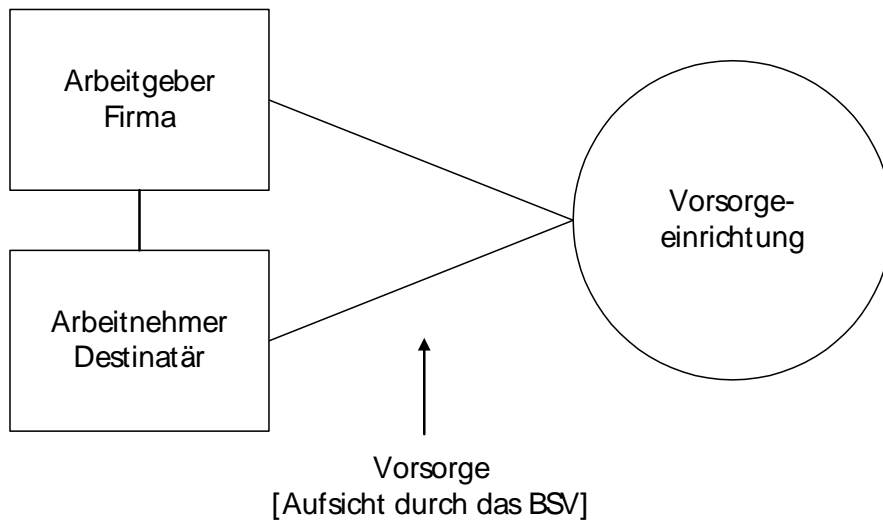 Arbeitgeber
Firma
Vorsorge-
einrichtung
Arbeitnehmer
Destinatär
Vorsorge
[Aufsicht durch das BSV]